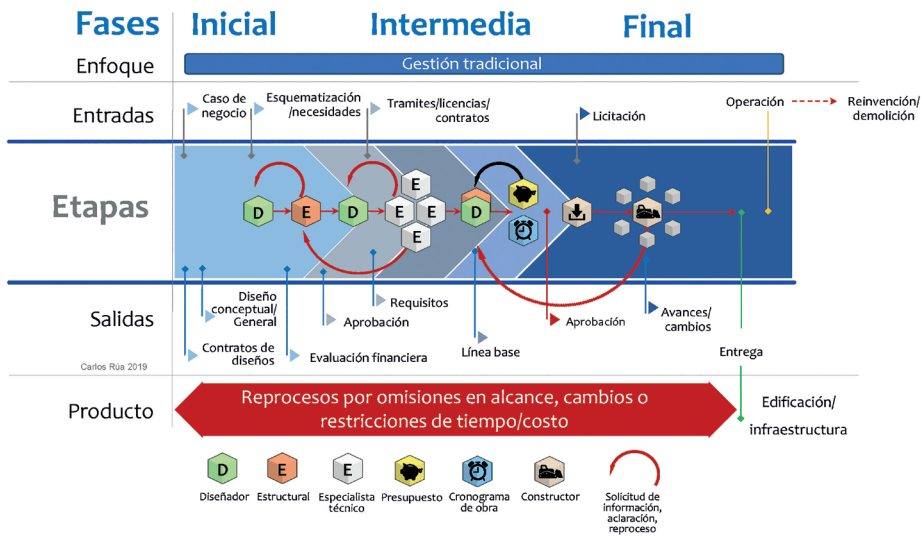 Fases
Inicial
Intermedia
Final
Enfoque
Gestión tradicional
Entradas
Caso de
negocio
Esquematización
/necesidades
Tramites/licencias/
contratos
Licitación
Operación
Reinvención/
demolición
Etapas
D
E
D
E
E
E
E
D
Salidas
Diseño
conceptual/
General
Contratos de
diseños
Evaluación financiera
Aprobación
Requisitos
Línea base
Aprobación
Avances/
cambios
Entrega
Carlos Rúa 2019
Producto
Reprocesos por omisiones en alcance, cambios o
restricciones de tiempo/costo
Edificación/
infraestructura
D
E
E
Diseñador
Estructural
Especialista
técnico
Presupuesto
Cronograma
de obra
Constructor
Solicitud de
información,
aclaración,
reproceso